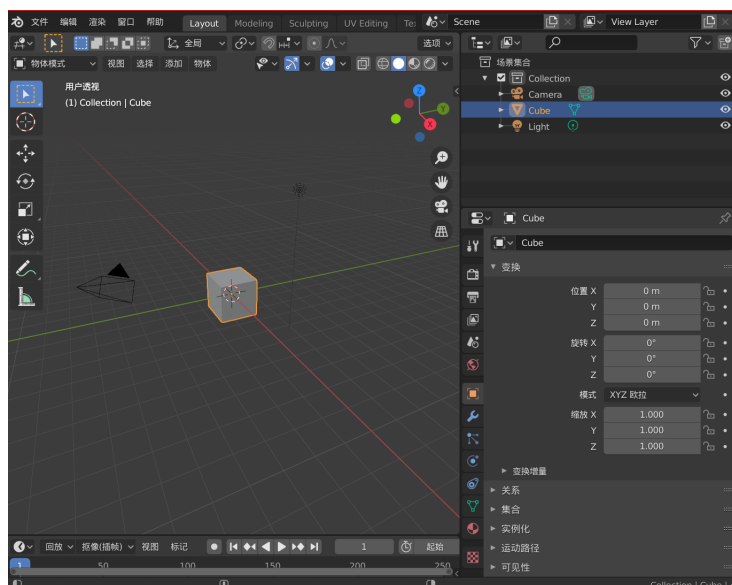 文件 编辑 渲染 窗口 帮助 Layout Modeling Sculpting UV Editing Te Scene View Layer
全局 选项
物体模式 视图 选择 添加 物体
用户透视
(1) Collection | Cube
Z
Y
X
场景集合
Collection
Camera
Cube
Light
Cube
Cube
变换
位置 X 0 m
Y 0 m
Z 0 m
旋转 X 0°
Y 0°
Z 0°
模式 XYZ 欧拉
缩放 X 1.000
Y 1.000
Z 1.000
变换增量
关系
集合
实例化
运动路径
可见性
回放 抠像(插帧) 视图 标记 1 起始
1 50 100 150 200 250
Collection | Cube |